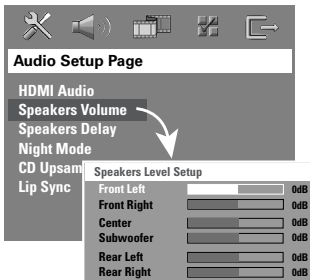 Audio Setup Page
HDMI Audio
Speakers Volume
Speakers Delay
Night Mode
CD Upsam
Lip Sync
Speakers Level Setup
Front Left 0dB
Front Right 0dB
Center 0dB
Subwoofer 0dB
Rear Left 0dB
Rear Right 0dB